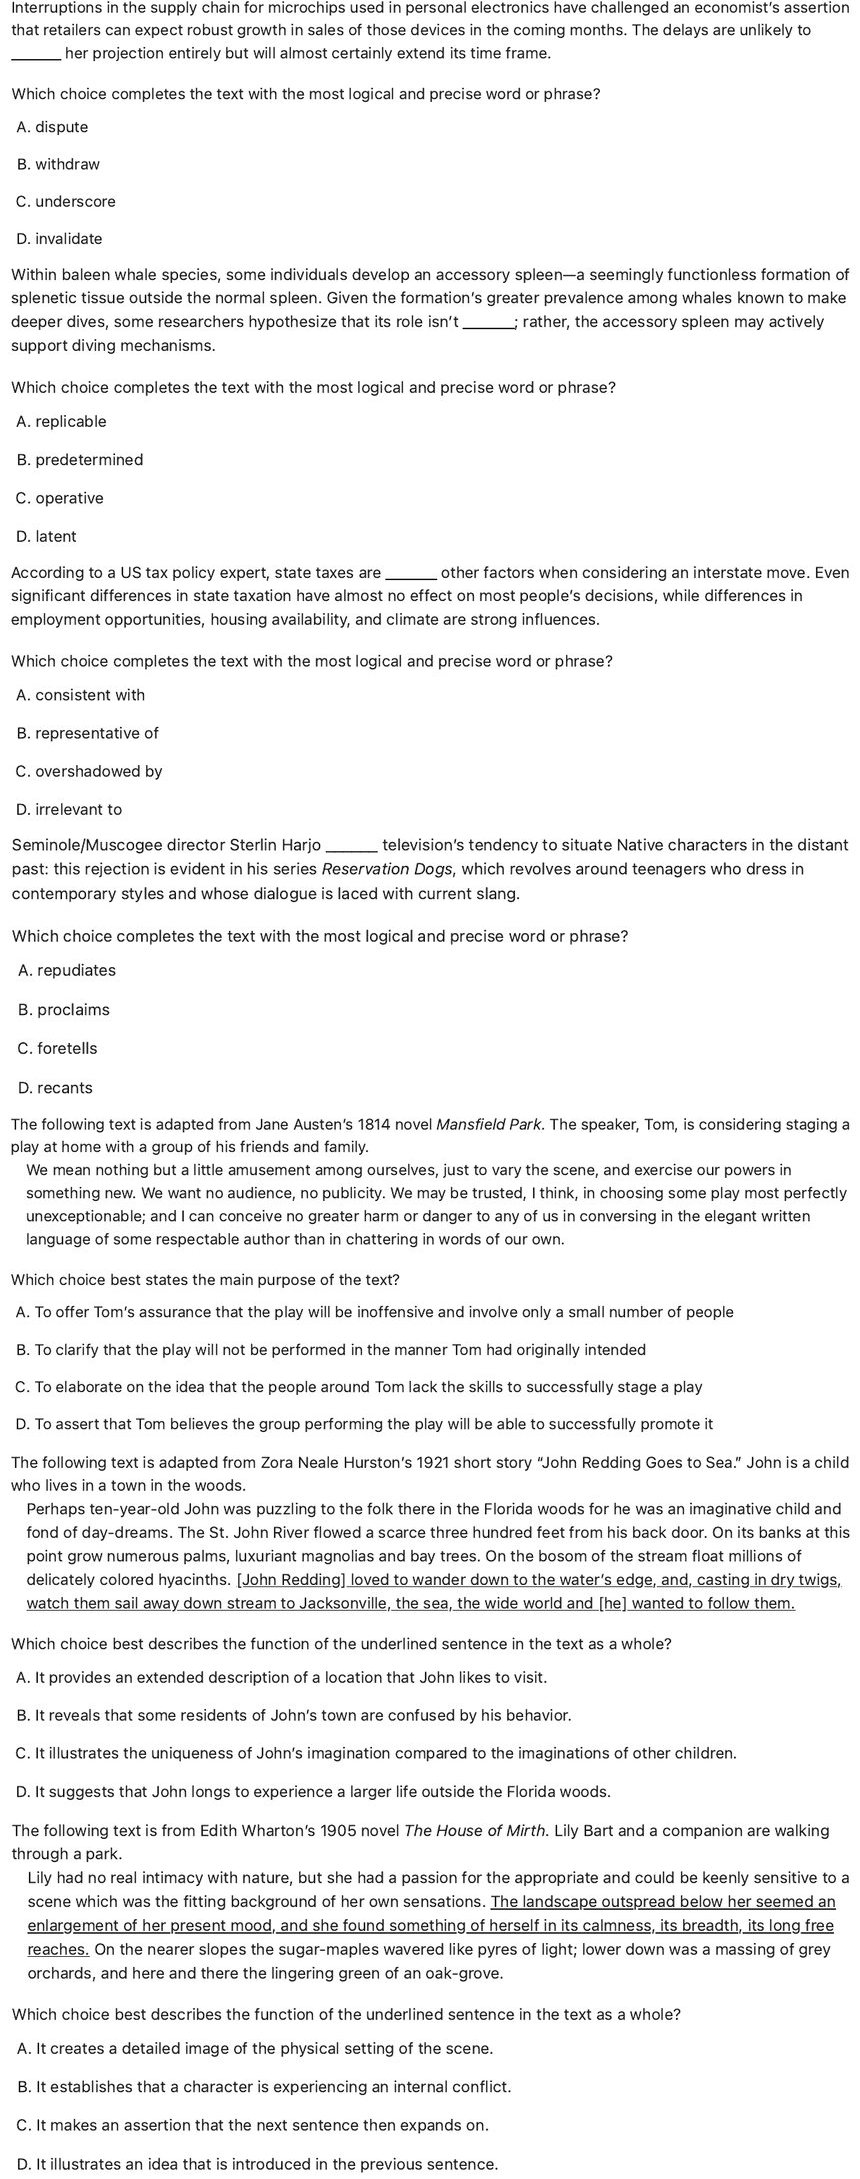 Interruptions in the supply chain for microchips used in personal electronics have challenged an economist's assertion
that retailers can expect robust growth in sales of those devices in the coming months. The delays are unlikely to
______ her projection entirely but will almost certainly extend its time frame.
Which choice completes the text with the most logical and precise word or phrase?
A. dispute
B. withdraw
C. underscore
D. invalidate
Within baleen whale species, some individuals develop an accessory spleen—a seemingly functionless formation of
splenetic tissue outside the normal spleen. Given the formation's greater prevalence among whales known to make
deeper dives, some researchers hypothesize that its role isn't ______; rather, the accessory spleen may actively
support diving mechanisms.
Which choice completes the text with the most logical and precise word or phrase?
A. replicable
B. predetermined
C. operative
D. latent
According to a US tax policy expert, state taxes are ______ other factors when considering an interstate move. Even
significant differences in state taxation have almost no effect on most people's decisions, while differences in
employment opportunities, housing availability, and climate are strong influences.
Which choice completes the text with the most logical and precise word or phrase?
A. consistent with
B. representative of
C. overshadowed by
D. irrelevant to
Seminole/Muscogee director Sterlin Harjo ______ television's tendency to situate Native characters in the distant
past: this rejection is evident in his series Reservation Dogs, which revolves around teenagers who dress in
contemporary styles and whose dialogue is laced with current slang.
Which choice completes the text with the most logical and precise word or phrase?
A. repudiates
B. proclaims
C. foretells
D. recants
The following text is adapted from Jane Austen's 1814 novel Mansfield Park. The speaker, Tom, is considering staging a
play at home with a group of his friends and family.
We mean nothing but a little amusement among ourselves, just to vary the scene, and exercise our powers in
something new. We want no audience, no publicity. We may be trusted, I think, in choosing some play most perfectly
unexceptionable; and I can conceive no greater harm or danger to any of us in conversing in the elegant written
language of some respectable author than in chattering in words of our own.
Which choice best states the main purpose of the text?
A. To offer Tom's assurance that the play will be inoffensive and involve only a small number of people
B. To clarify that the play will not be performed in the manner Tom had originally intended
C. To elaborate on the idea that the people around Tom lack the skills to successfully stage a play
D. To assert that Tom believes the group performing the play will be able to successfully promote it
The following text is adapted from Zora Neale Hurston's 1921 short story “John Redding Goes to Sea.” John is a child
who lives in a town in the woods.
Perhaps ten-year-old John was puzzling to the folk there in the Florida woods for he was an imaginative child and
fond of day-dreams. The St. John River flowed a scarce three hundred feet from his back door. On its banks at this
point grow numerous palms, luxuriant magnolias and bay trees. On the bosom of the stream float millions of
delicately colored hyacinths. [John Redding] loved to wander down to the water's edge, and, casting in dry twigs,
watch them sail away down stream to Jacksonville, the sea, the wide world and [he] wanted to follow them.
Which choice best describes the function of the underlined sentence in the text as a whole?
A. It provides an extended description of a location that John likes to visit.
B. It reveals that some residents of John's town are confused by his behavior.
C. It illustrates the uniqueness of John's imagination compared to the imaginations of other children.
D. It suggests that John longs to experience a larger life outside the Florida woods.
The following text is from Edith Wharton's 1905 novel The House of Mirth. Lily Bart and a companion are walking
through a park.
Lily had no real intimacy with nature, but she had a passion for the appropriate and could be keenly sensitive to a
scene which was the fitting background of her own sensations. The landscape outspread below her seemed an
enlargement of her present mood, and she found something of herself in its calmness, its breadth, its long free
reaches. On the nearer slopes the sugar-maples wavered like pyres of light; lower down was a massing of grey
orchards, and here and there the lingering green of an oak-grove.
Which choice best describes the function of the underlined sentence in the text as a whole?
A. It creates a detailed image of the physical setting of the scene.
B. It establishes that a character is experiencing an internal conflict.
C. It makes an assertion that the next sentence then expands on.
D. It illustrates an idea that is introduced in the previous sentence.